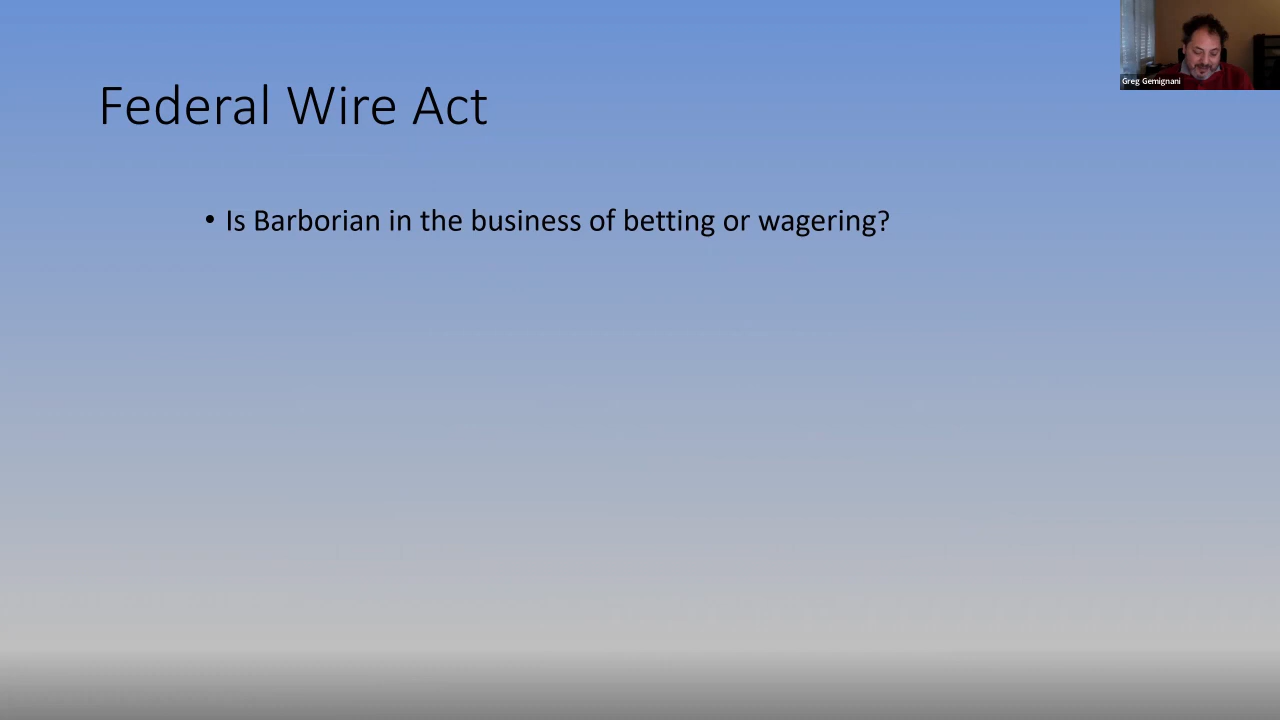 Greg Gemignani
Federal Wire Act
• Is Barborian in the business of betting or wagering?